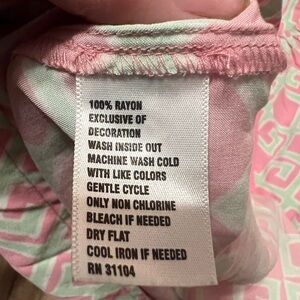 100% RAYON
EXCLUSIVE OF
DECORATION
WASH INSIDE OUT
MACHINE WASH COLD
WITH LIKE COLORS
GENTLE CYCLE
ONLY NON CHLORINE
BLEACH IF NEEDED
DRY FLAT
COOL IRON IF NEEDED
RN 31104